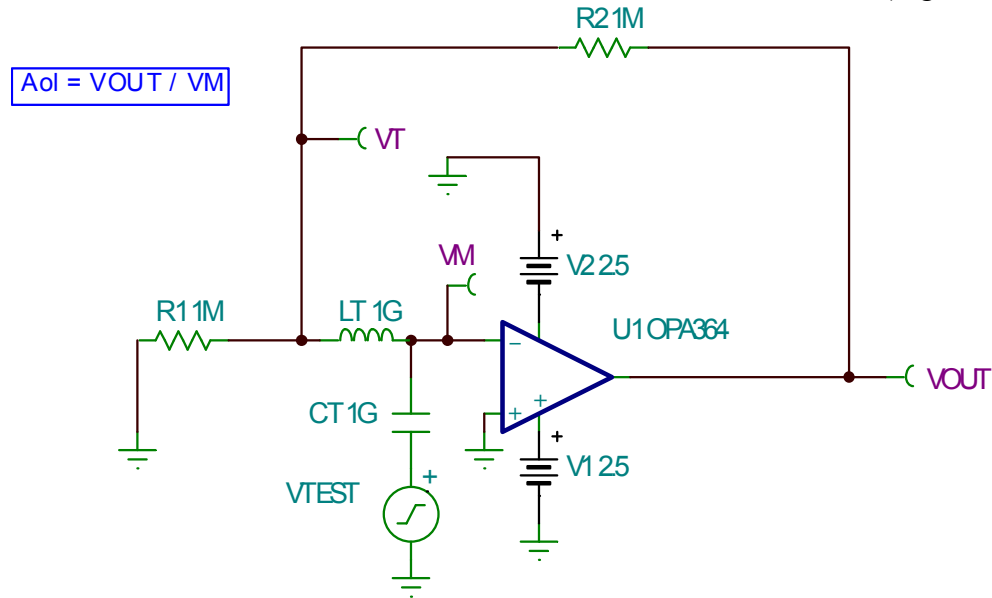 R2 1M
Aol = VOUT / VM
VT
+
VM
V2 2.5
R1 1M
LT 1G
U1 OPA364
-
VOUT
CT 1G
+
+
+
V1 2.5
VTEST
+